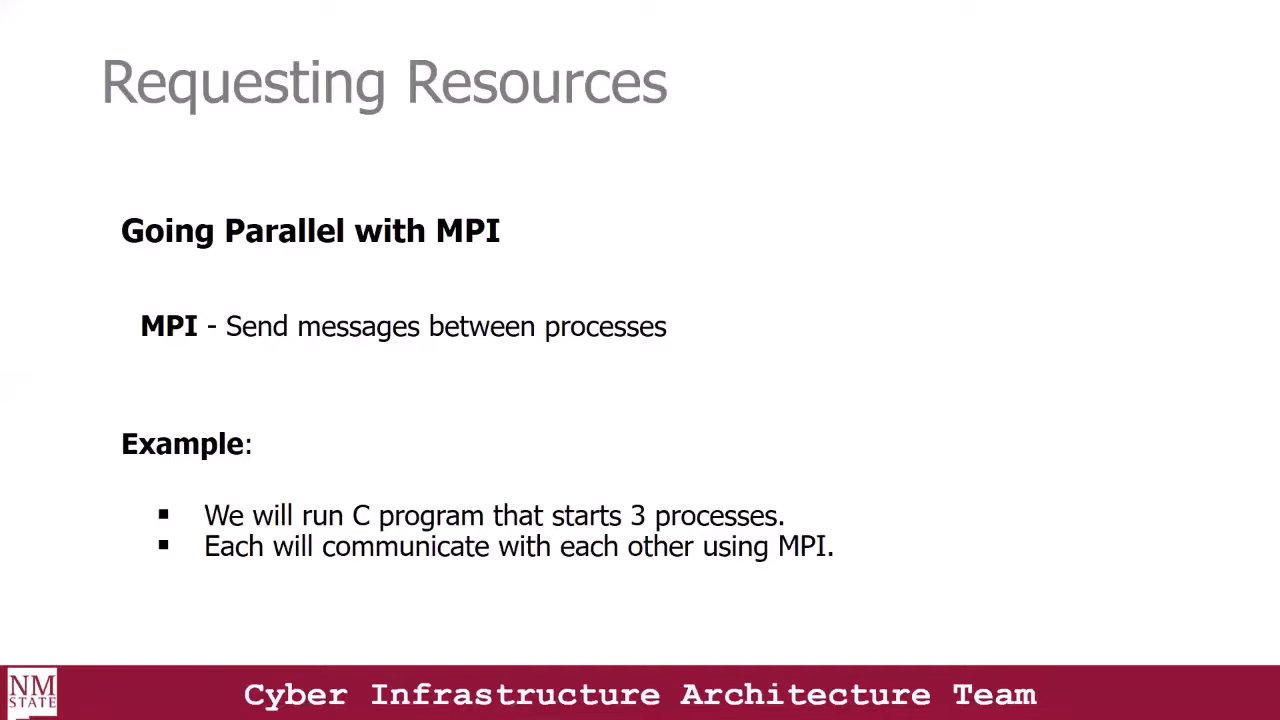 Requesting Resources
Going Parallel with MPI
MPI - Send messages between processes
Example:
▪ We will run C program that starts 3 processes.
▪ Each will communicate with each other using MPI.
NM
STATE
Cyber Infrastructure Architecture Team